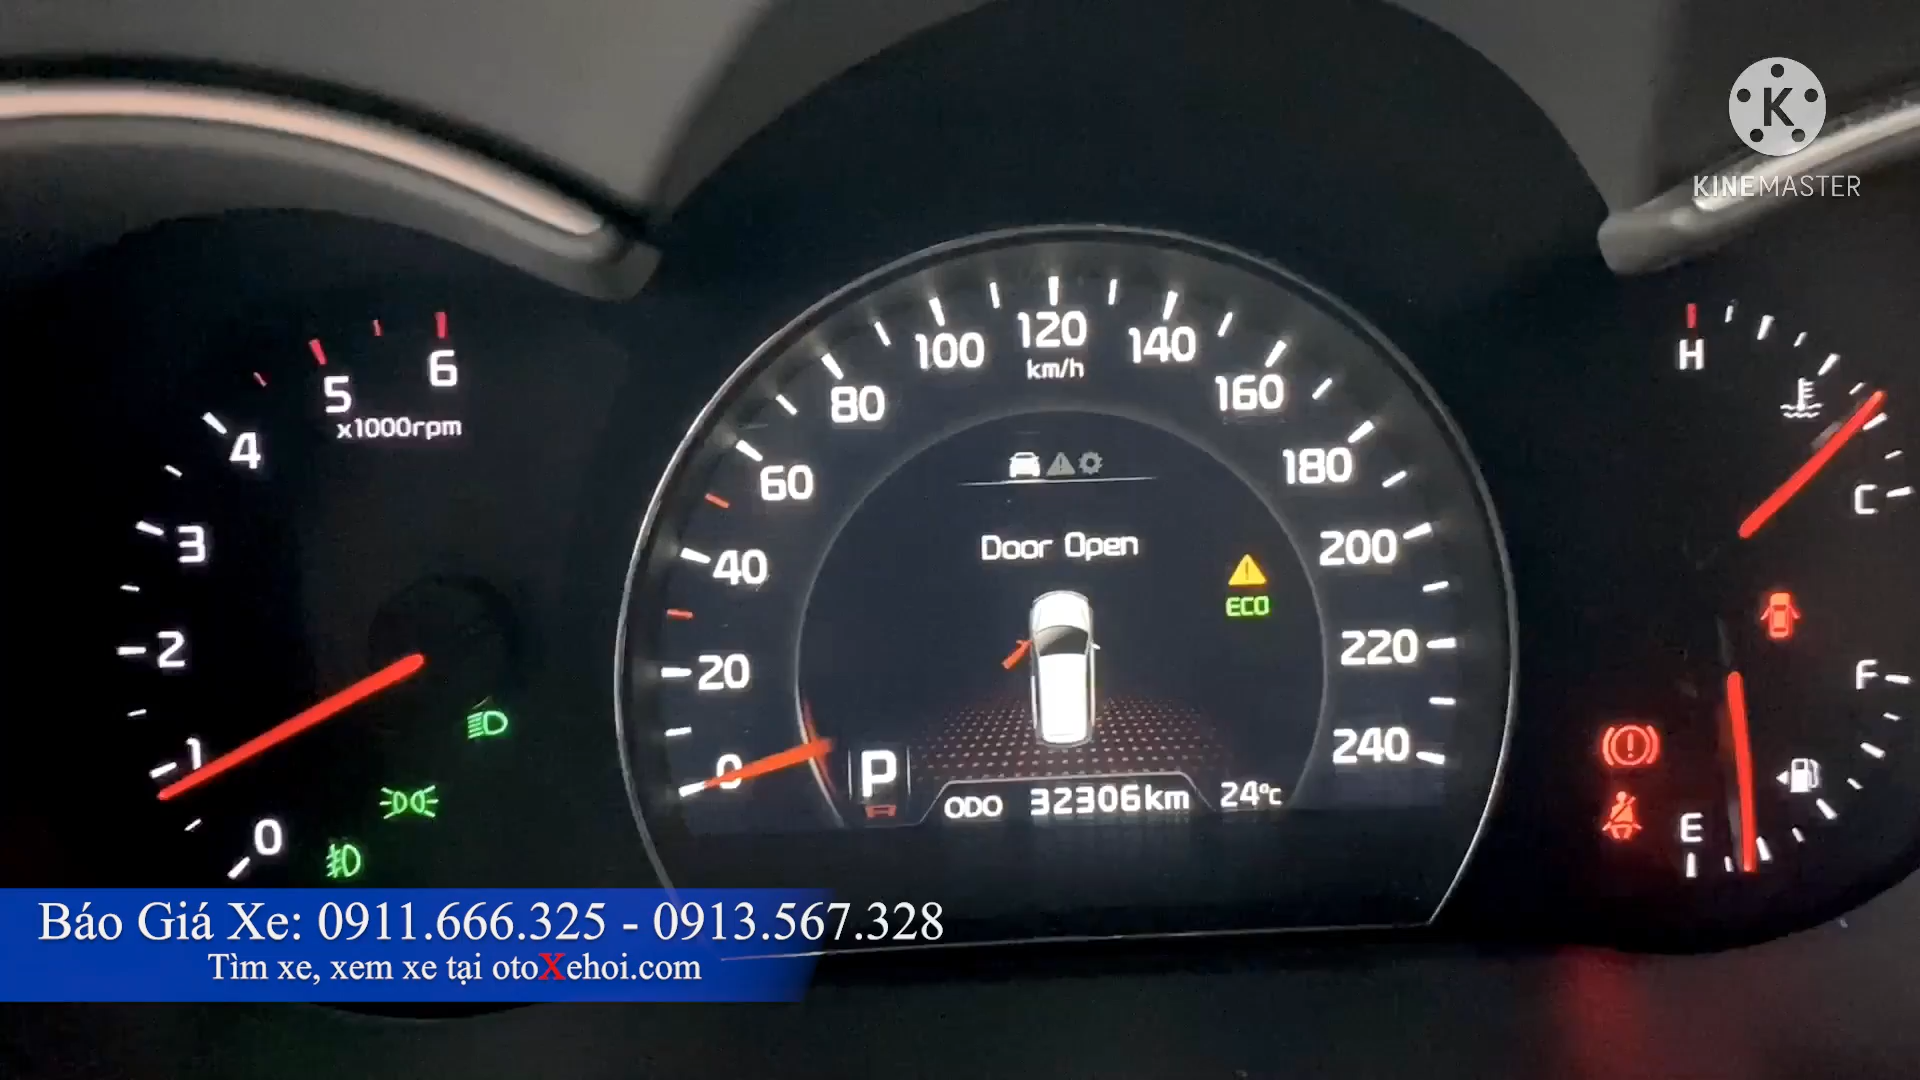 K
KINEMASTER
6
5
x1000rpm
4
3
2
1
0
0
20
40
60
80
100
120
km/h
140
160
180
200
220
240
Door Open
ECO
P
ODO 32306km 24°c
H
C
F
E
Báo Giá Xe: 0911.666.325 - 0913.567.328
Tìm xe, xem xe tại otoXehoi.com